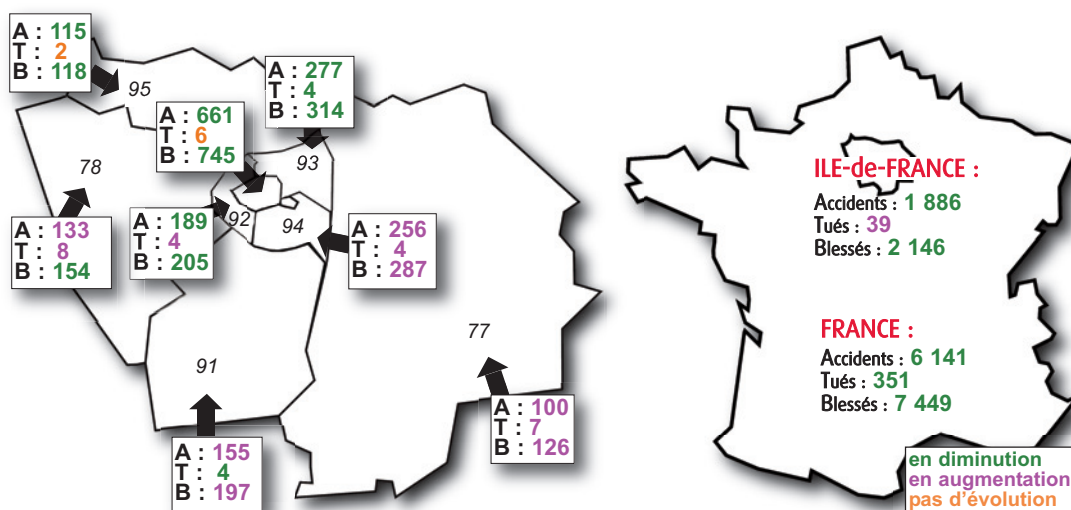 A : 115
T : 2
B : 118
95
A : 277
T : 4
B : 314
A : 661
T : 6
B : 745
93
78
A : 133
T : 8
B : 154
A : 189
T : 4
B : 205
92
94
A : 256
T : 4
B : 287
91
A : 155
T : 4
B : 197
77
A : 100
T : 7
B : 126
ILE-de-FRANCE :
Accidents : 1 886
Tués : 39
Blessés : 2 146
FRANCE :
Accidents : 6 141
Tués : 351
Blessés : 7 449
en diminution
en augmentation
pas d'évolution